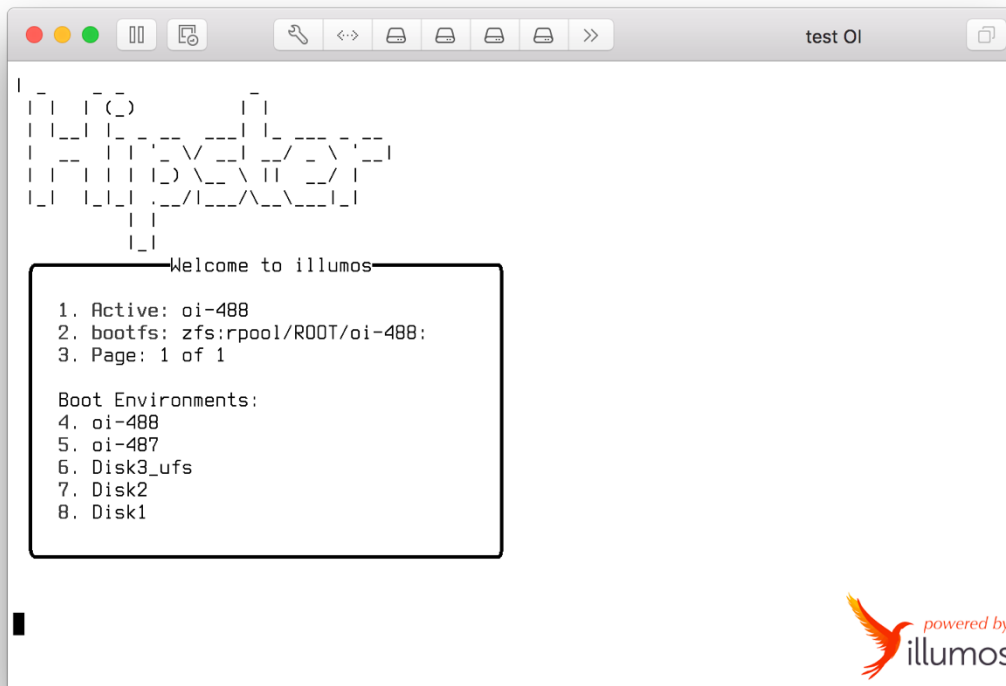 test OI
Hipster
Welcome to illumos
1. Active: oi-488
2. bootfs: zfs:rpool/ROOT/oi-488:
3. Page: 1 of 1
Boot Environments:
4. oi-488
5. oi-487
6. Disk3_ufs
7. Disk2
8. Disk1
powered by
illumos